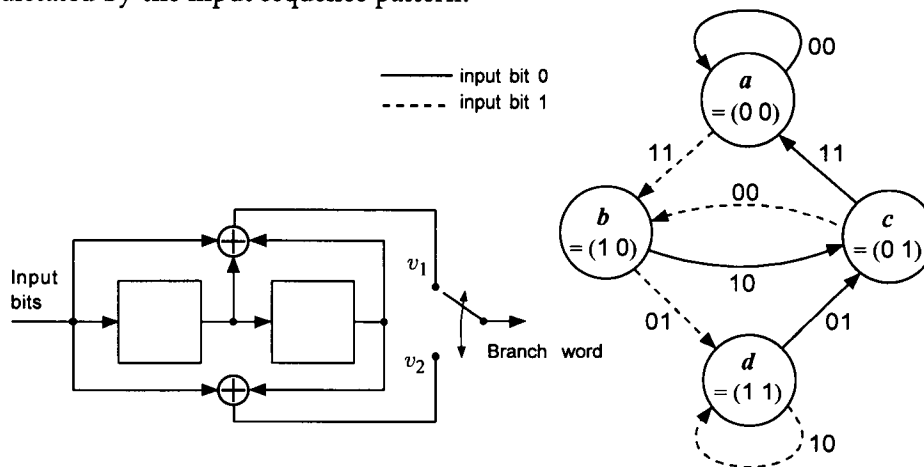 dictated by the input sequence pattern.
input bit 0
input bit 1
00
a
= (0 0)
11
11
00
b
= (1 0)
c
= (0 1)
10
01
01
d
= (1 1)
10
Input
bits
v1
v2
Branch word